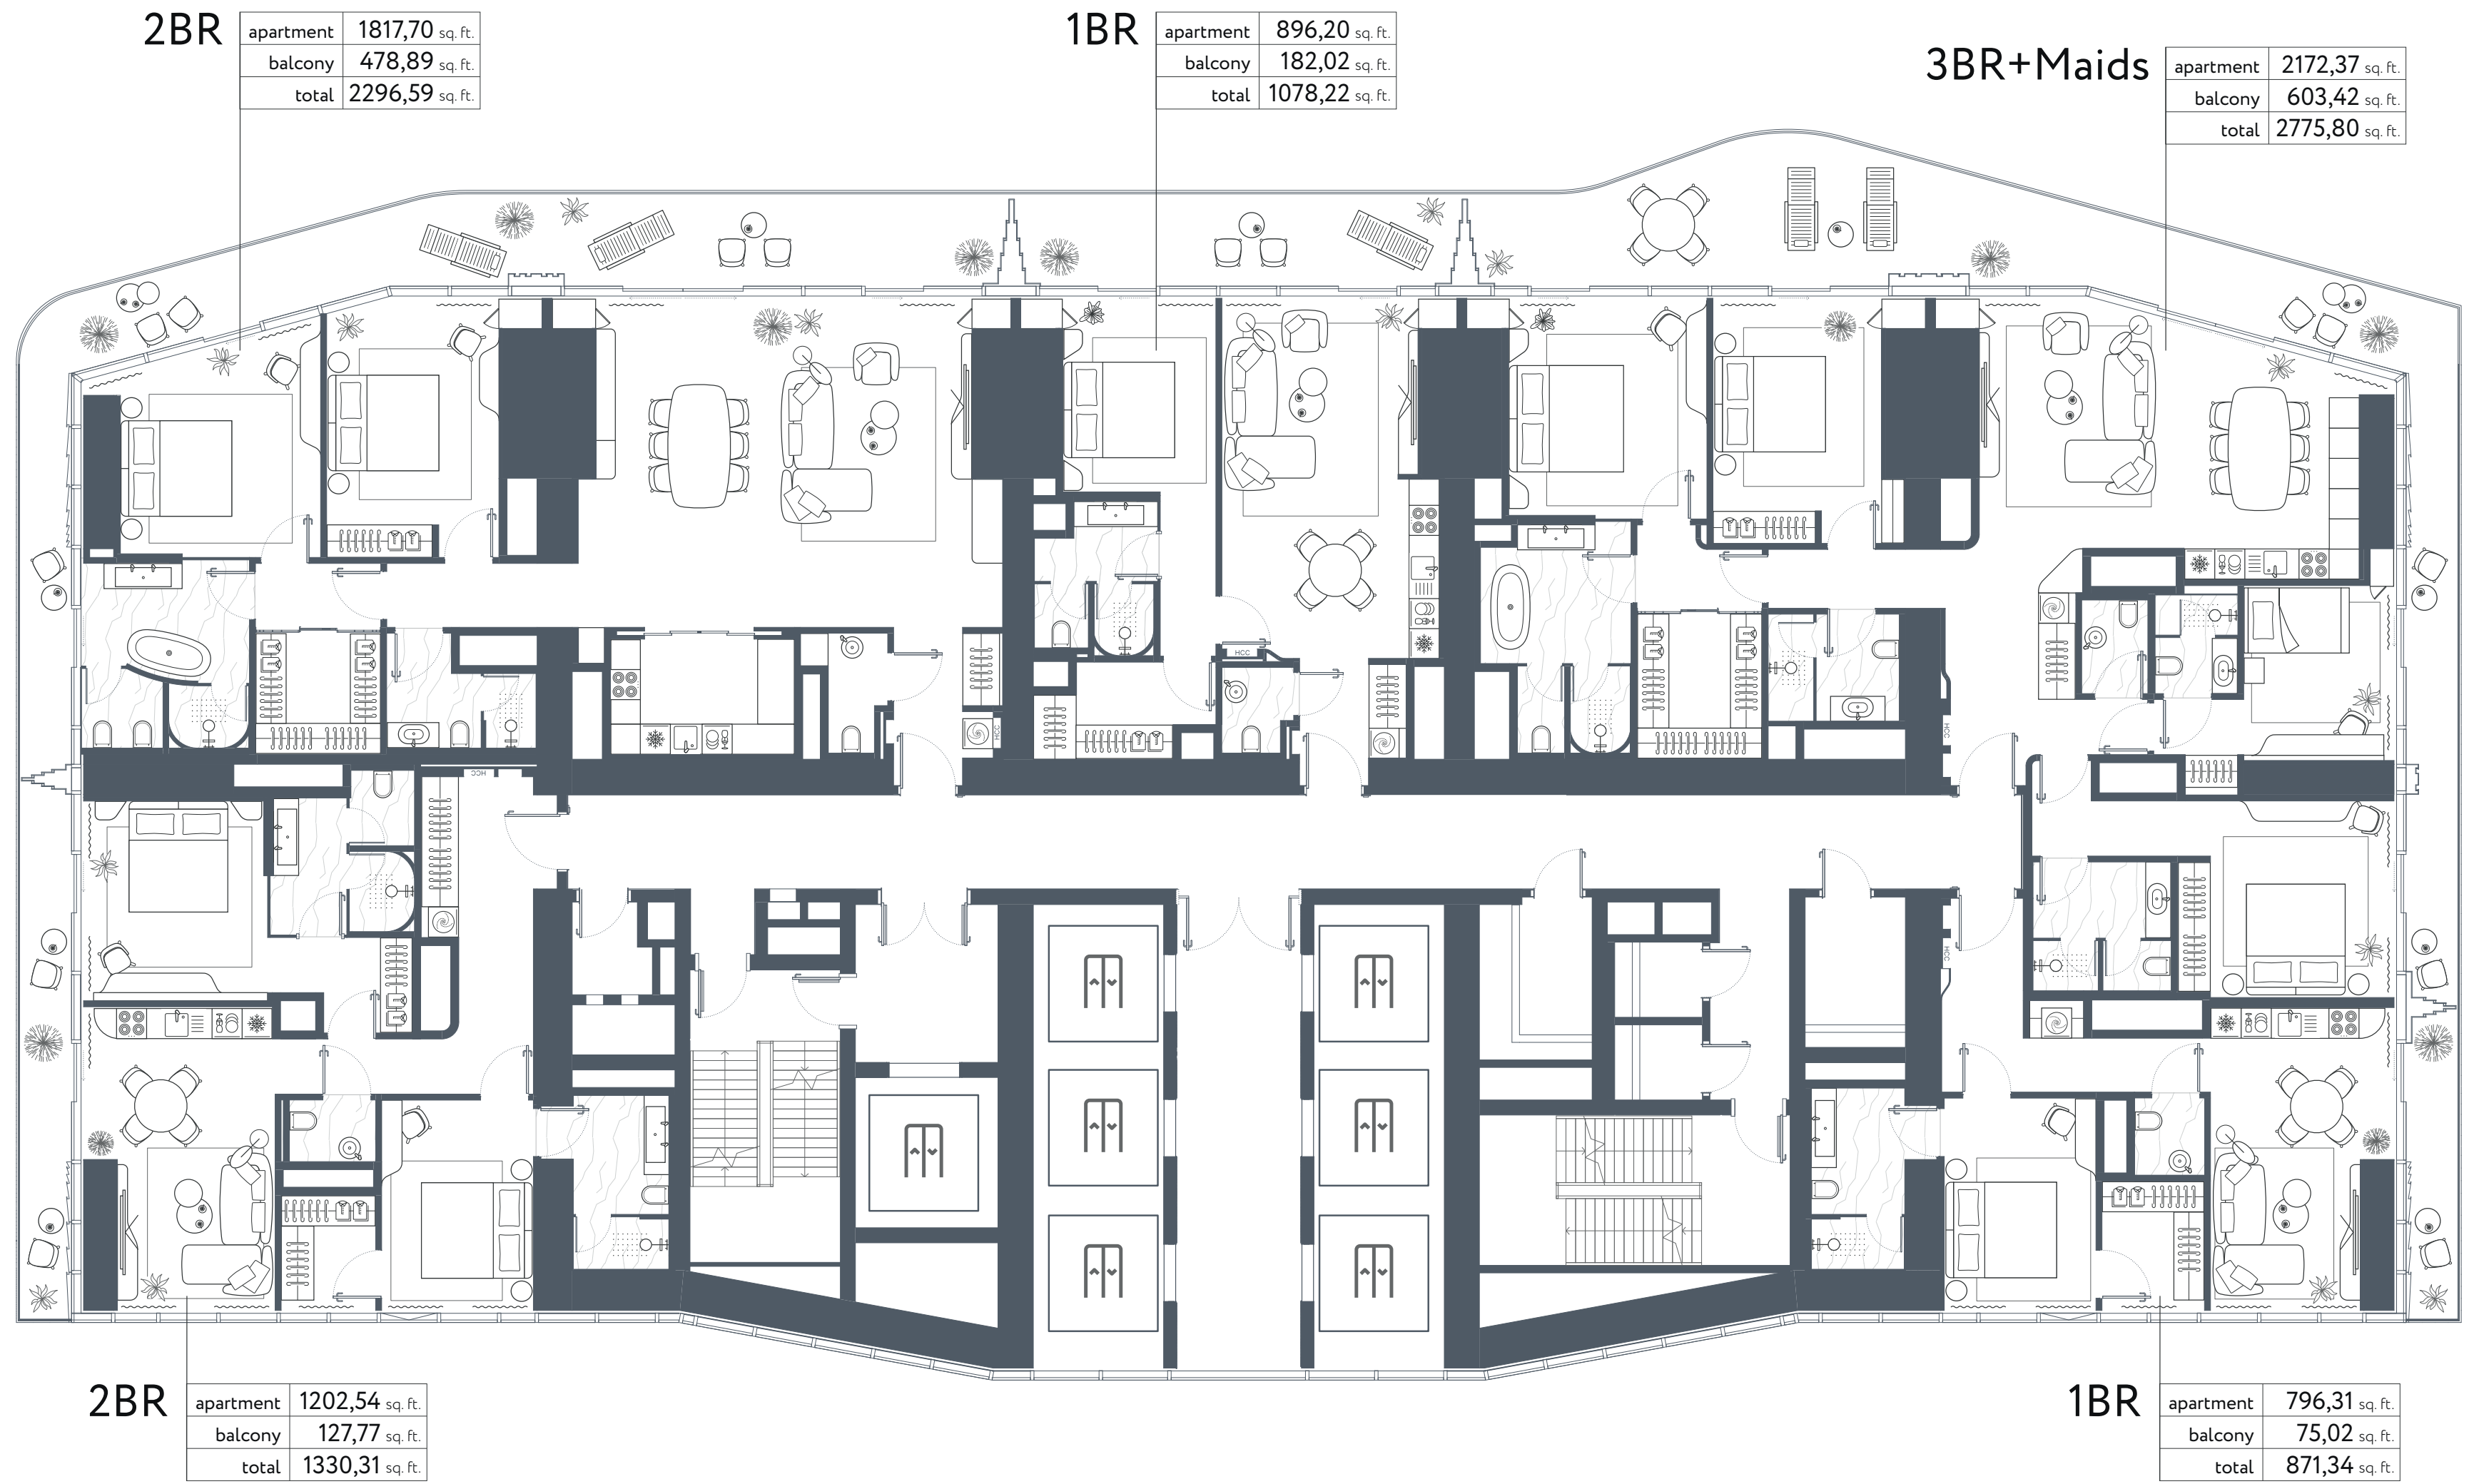 2BR
apartment 1817,70 sq. ft.
balcony 478,89 sq. ft.
total 2296,59 sq. ft.
1BR
apartment 896,20 sq. ft.
balcony 182,02 sq. ft.
total 1078,22 sq. ft.
3BR+Maids
apartment 2172,37 sq. ft.
balcony 603,42 sq. ft.
total 2775,80 sq. ft.
HCC
HCC
HCC
HCC
HCC
2BR
apartment 1202,54 sq. ft.
balcony 127,77 sq. ft.
total 1330,31 sq. ft.
1BR
apartment 796,31 sq. ft.
balcony 75,02 sq. ft.
total 871,34 sq. ft.